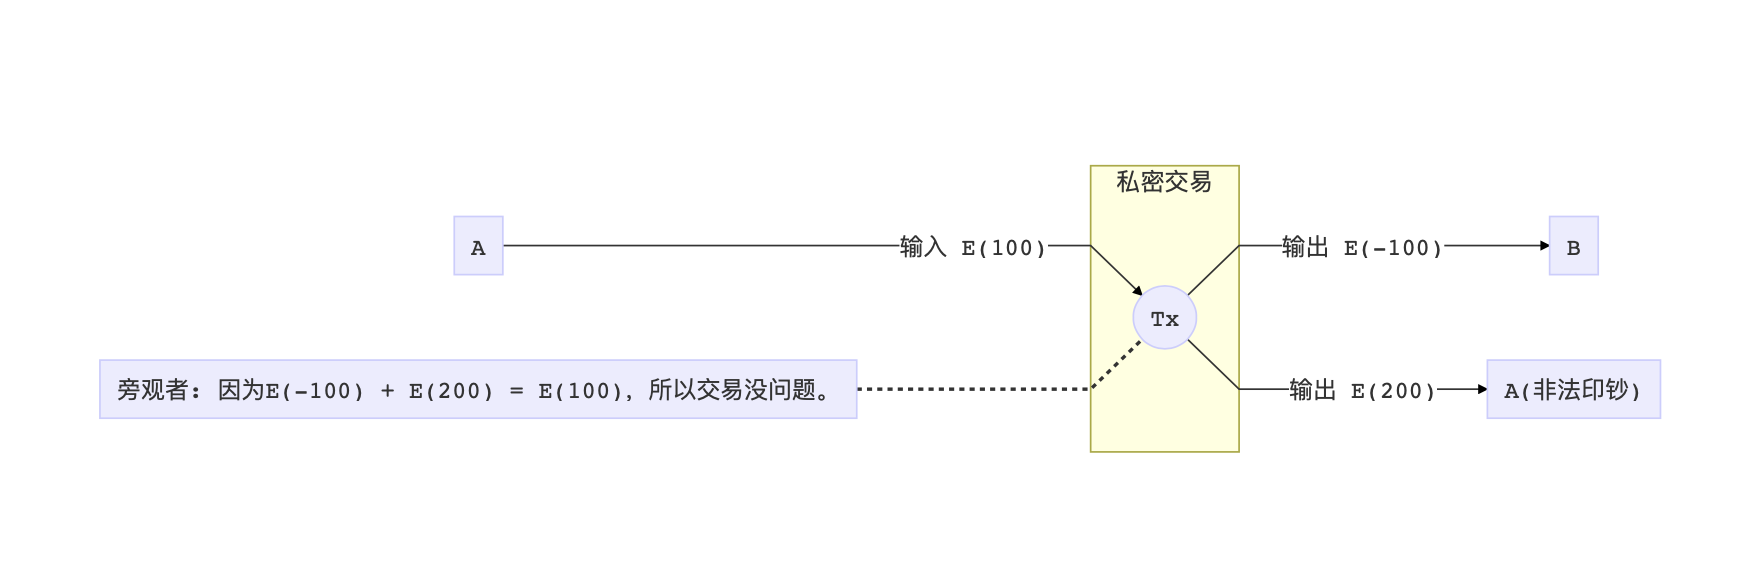 私密交易
A
输入 E(100)
输出 E(-100)
B
Tx
旁观者：因为E(-100) + E(200) = E(100)，所以交易没问题。
输出 E(200)
A(非法印钞)